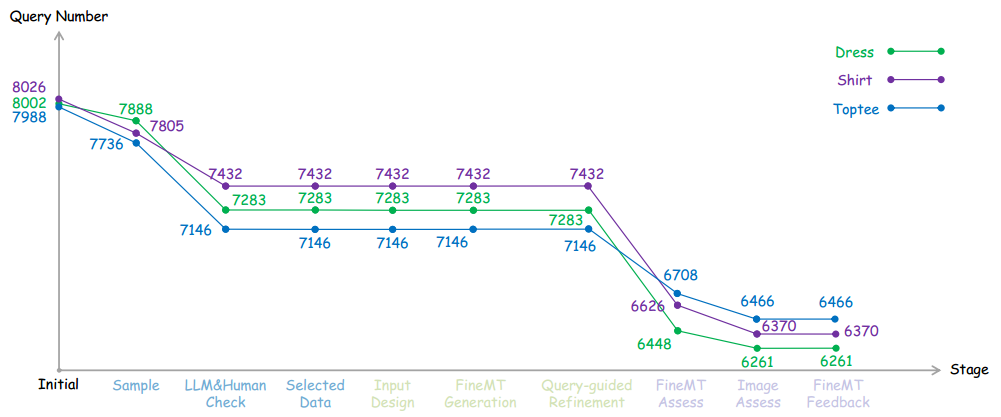 Query Number
Dress
Shirt
Toptee
8026
8002
7988
7888
7805
7736
7432 7432 7432 7432 7432
7283 7283 7283 7283 7283
7146 7146 7146 7146 7146
6708
6626
6448
6466 6466
6370 6370
6261 6261
Stage
Initial Sample LLM&Human Selected Input FineMT Query-guided FineMT Image FineMT
Check Data Design Generation Refinement Assess Assess Feedback